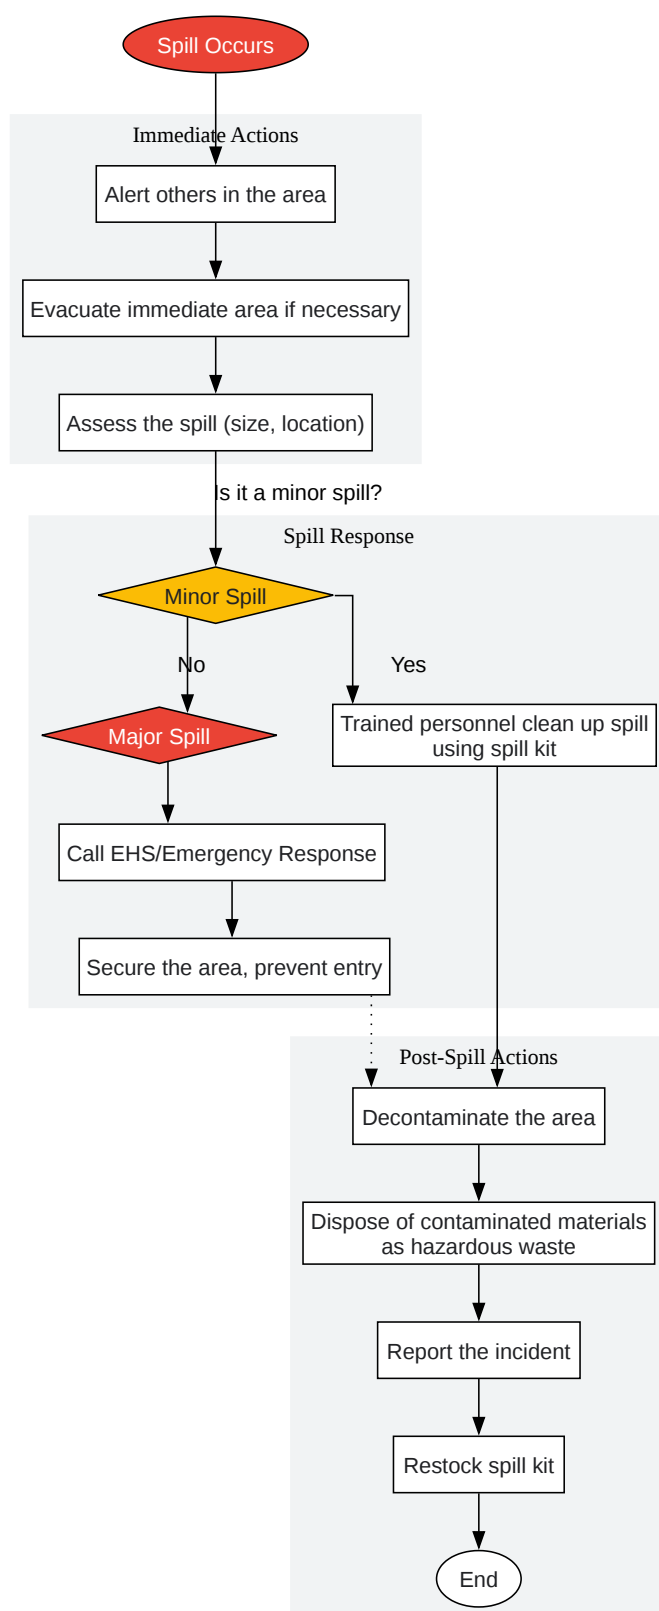 Spill Occurs
Immediate Actions
Alert others in the area
Evacuate immediate area if necessary
Assess the spill (size, location)
Is it a minor spill?
Spill Response
Minor Spill
No
Yes
Major Spill
Trained personnel clean up spill
using spill kit
Call EHS/Emergency Response
Secure the area, prevent entry
Post-Spill Actions
Decontaminate the area
Dispose of contaminated materials
as hazardous waste
Report the incident
Restock spill kit
End